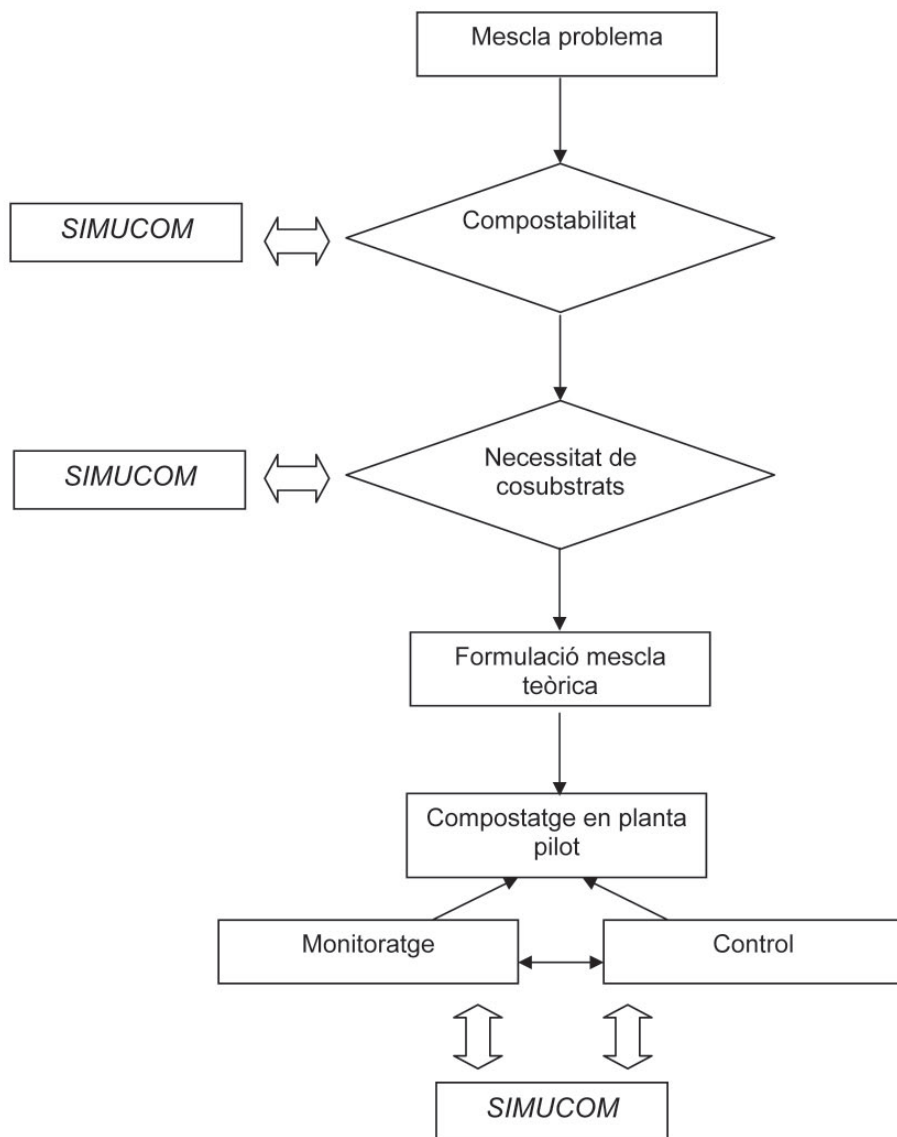 Mescla problema
Compostabilitat
SIMUCOM
Necessitat de
cosubstrats
SIMUCOM
Formulació mescla
teòrica
Compostatge en planta
pilot
Monitoratge
Control
SIMUCOM